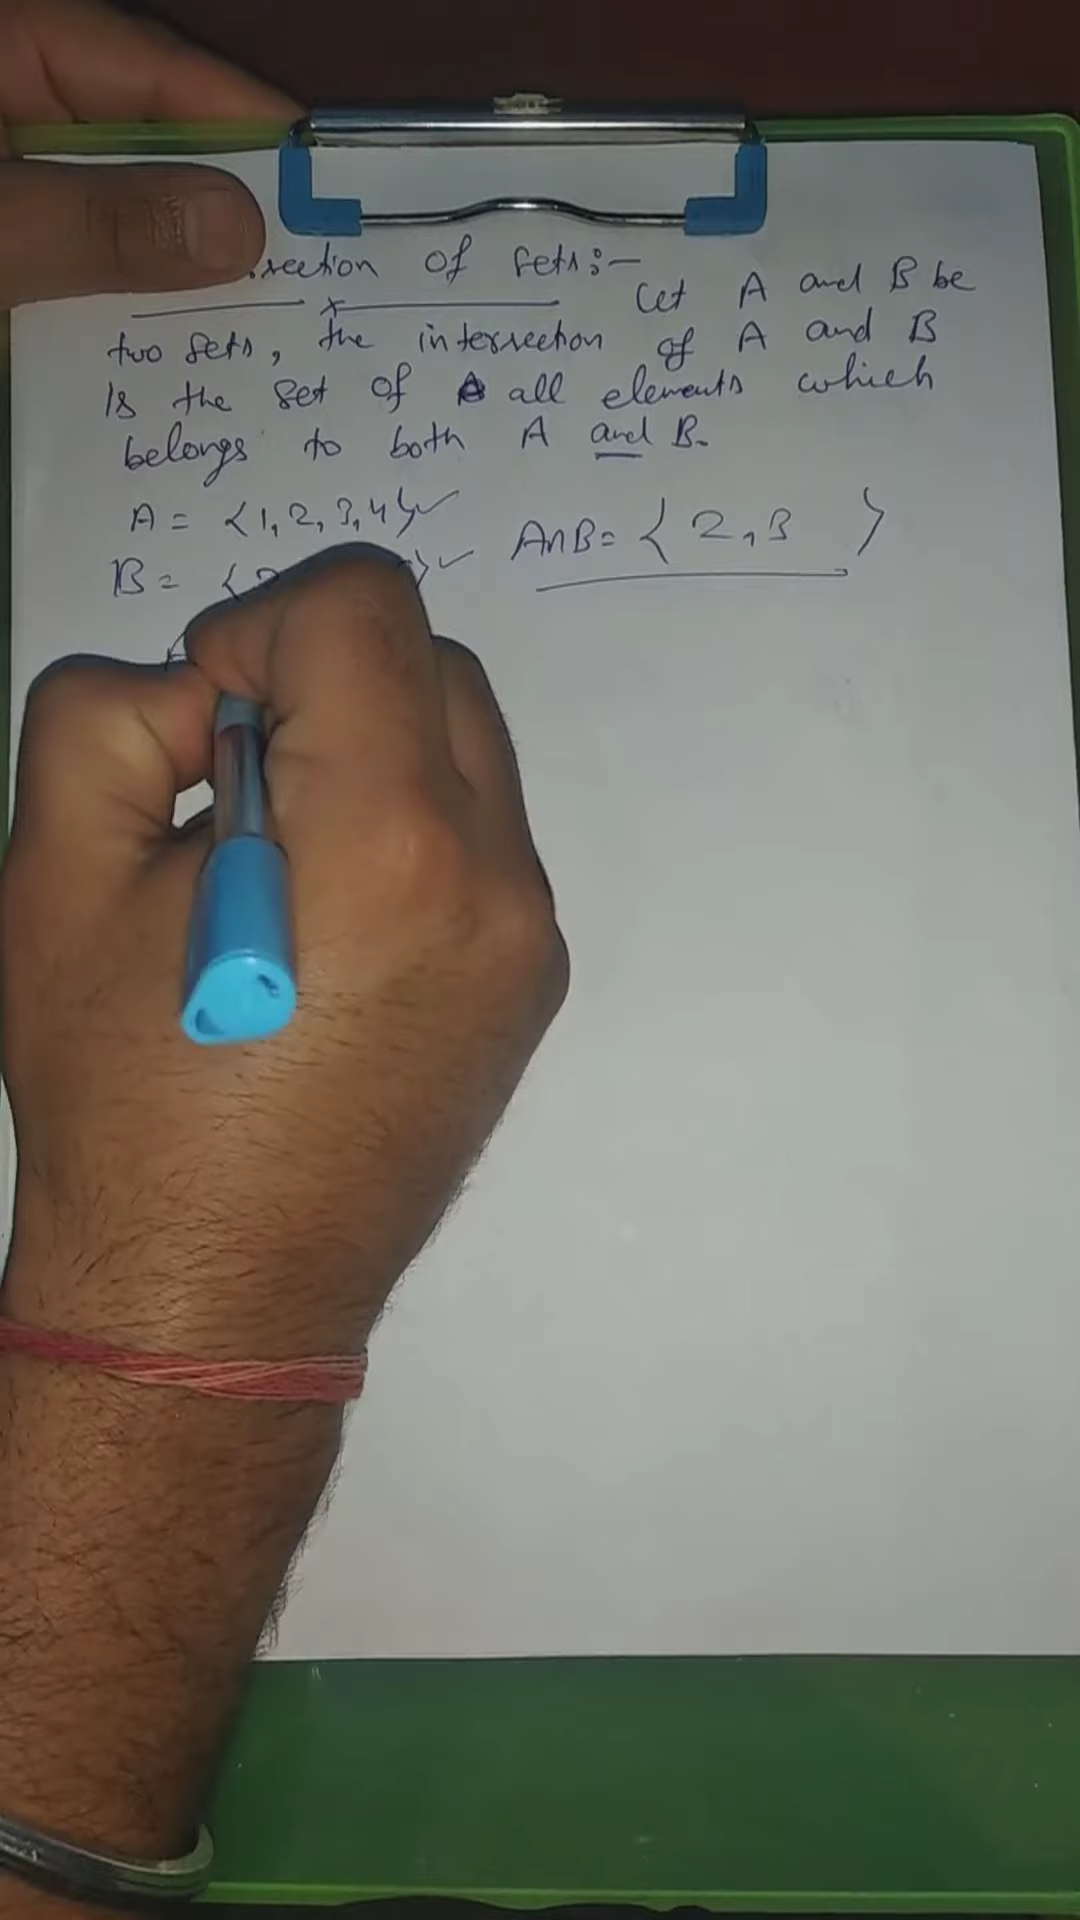 section of sets:-
Let A and B be
two sets, the intersection of A and B
is the set of all elements which
belongs to both A and B.
A = {1,2,3,4} ✓
B = {2 } ✓
A∩B = { 2,3 }